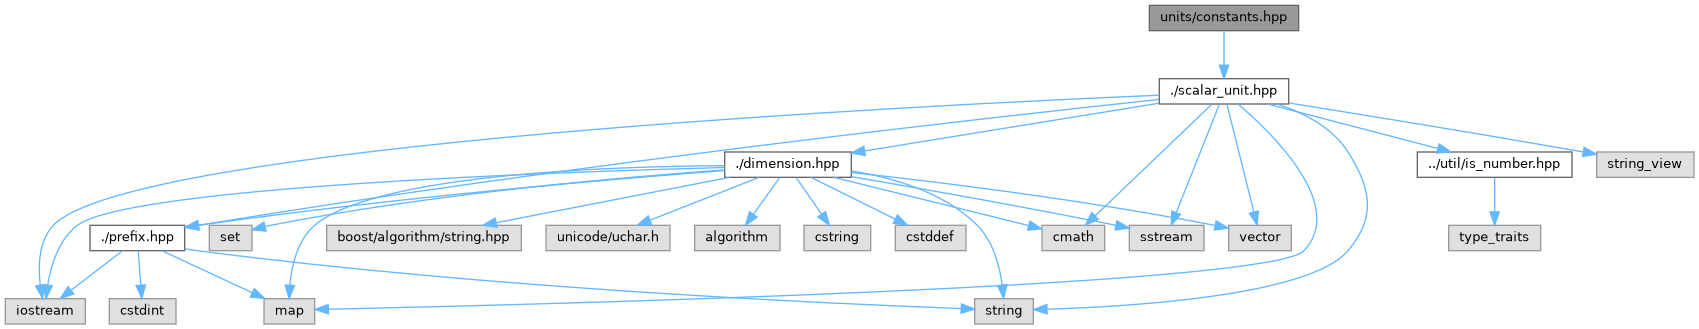 units/constants.hpp
./scalar_unit.hpp
./dimension.hpp
../util/is_number.hpp
string_view
./prefix.hpp
set
boost/algorithm/string.hpp
unicode/uchar.h
algorithm
cstring
cstddef
cmath
sstream
vector
type_traits
iostream
cstdint
map
string